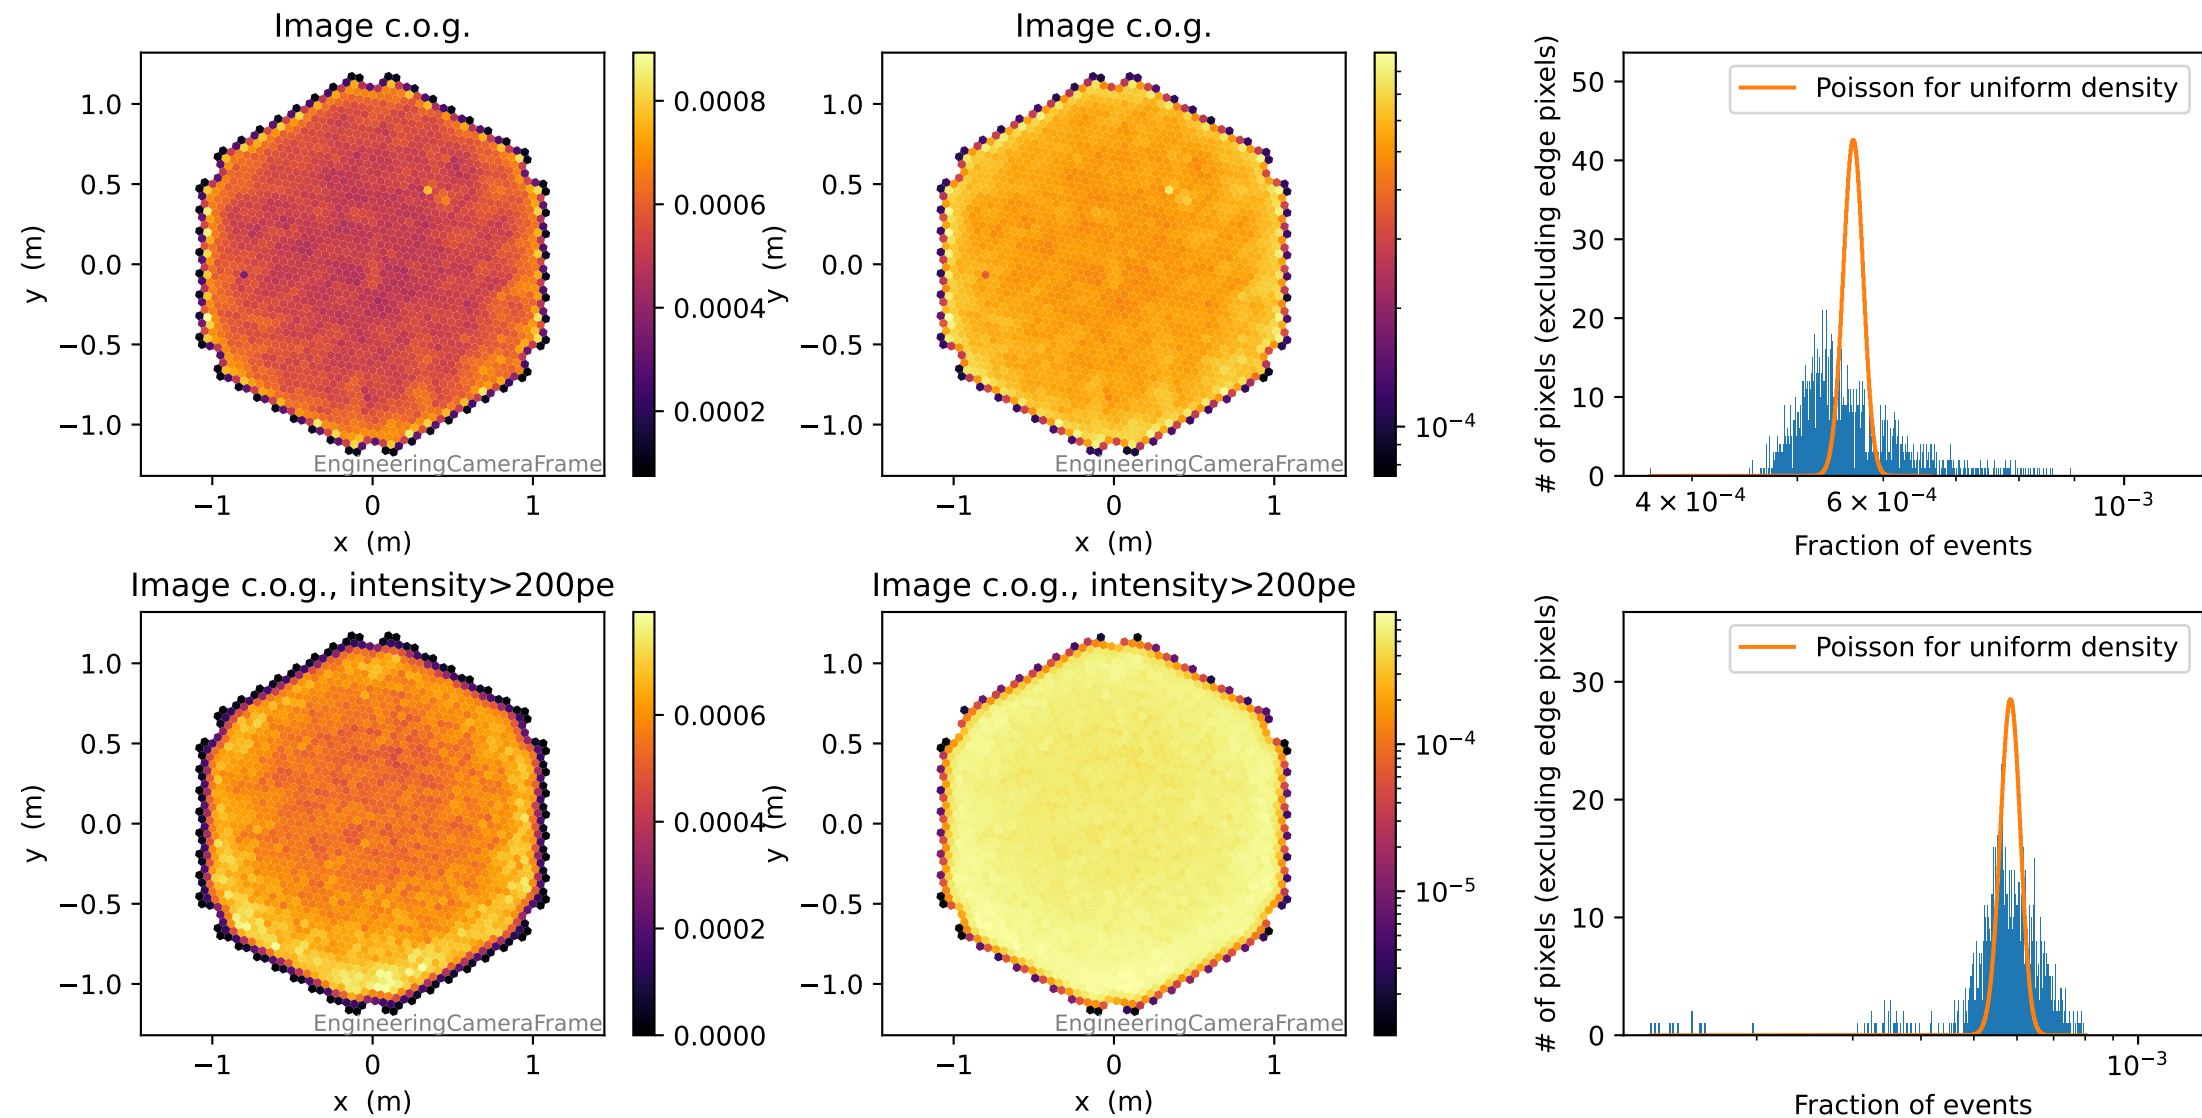 Image c.o.g.
1.0
0.5
0.0
−0.5
−1.0
y (m)
−1
0
1
x (m)
EngineeringCameraFrame
0.0008
0.0006
0.0004
0.0002
Image c.o.g.
1.0
0.5
0.0
−0.5
−1.0
y (m)
−1
0
1
x (m)
EngineeringCameraFrame
10⁻⁴
# of pixels (excluding edge pixels)
50
40
30
20
10
0
Poisson for uniform density
4 × 10⁻⁴
6 × 10⁻⁴
10⁻³
Fraction of events
Image c.o.g., intensity>200pe
1.0
0.5
0.0
−0.5
−1.0
y (m)
−1
0
1
x (m)
EngineeringCameraFrame
0.0006
0.0004
0.0002
0.0000
Image c.o.g., intensity>200pe
1.0
0.5
0.0
−0.5
−1.0
y (m)
−1
0
1
x (m)
EngineeringCameraFrame
10⁻⁴
10⁻⁵
# of pixels (excluding edge pixels)
30
20
10
0
Poisson for uniform density
10⁻³
Fraction of events